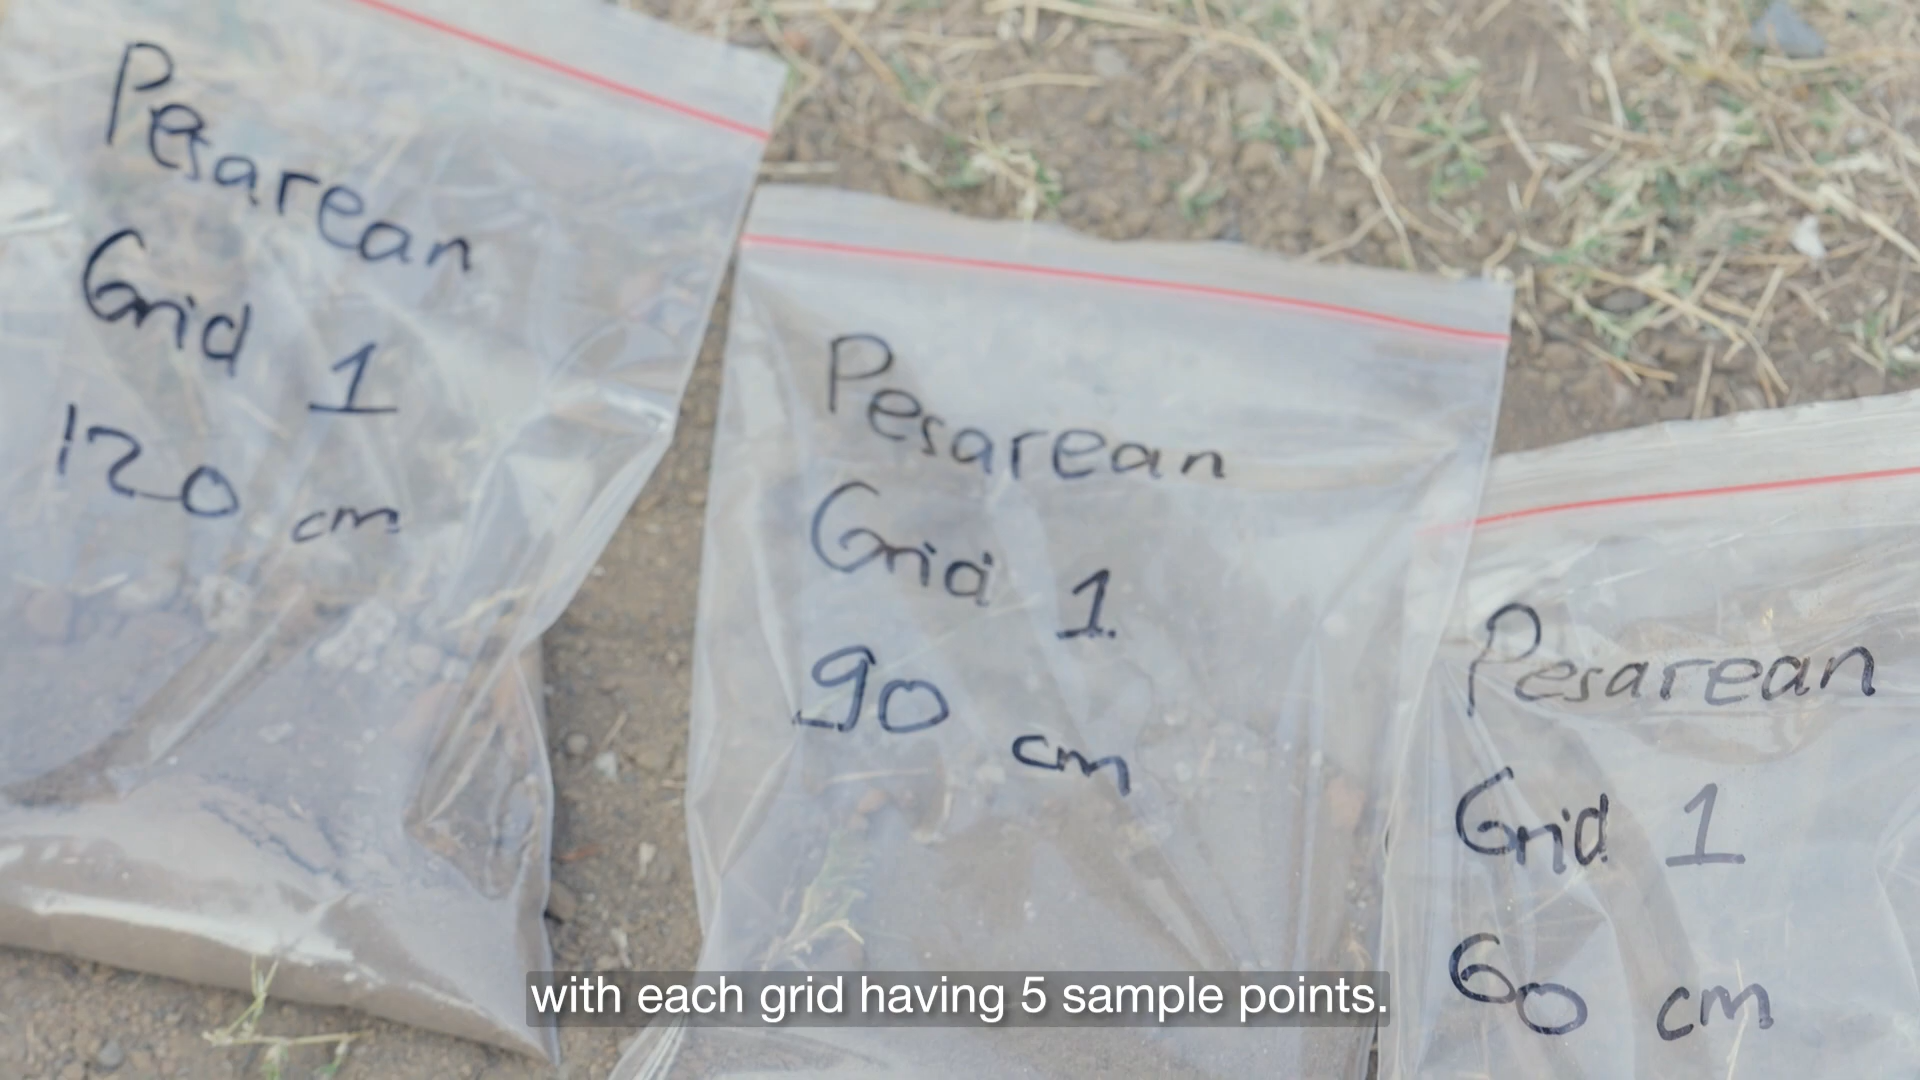 Pesarean
Grid 1
120 cm
Pesarean
Grid 1
90 cm
Pesarean
Grid 1
60 cm
with each grid having 5 sample points.